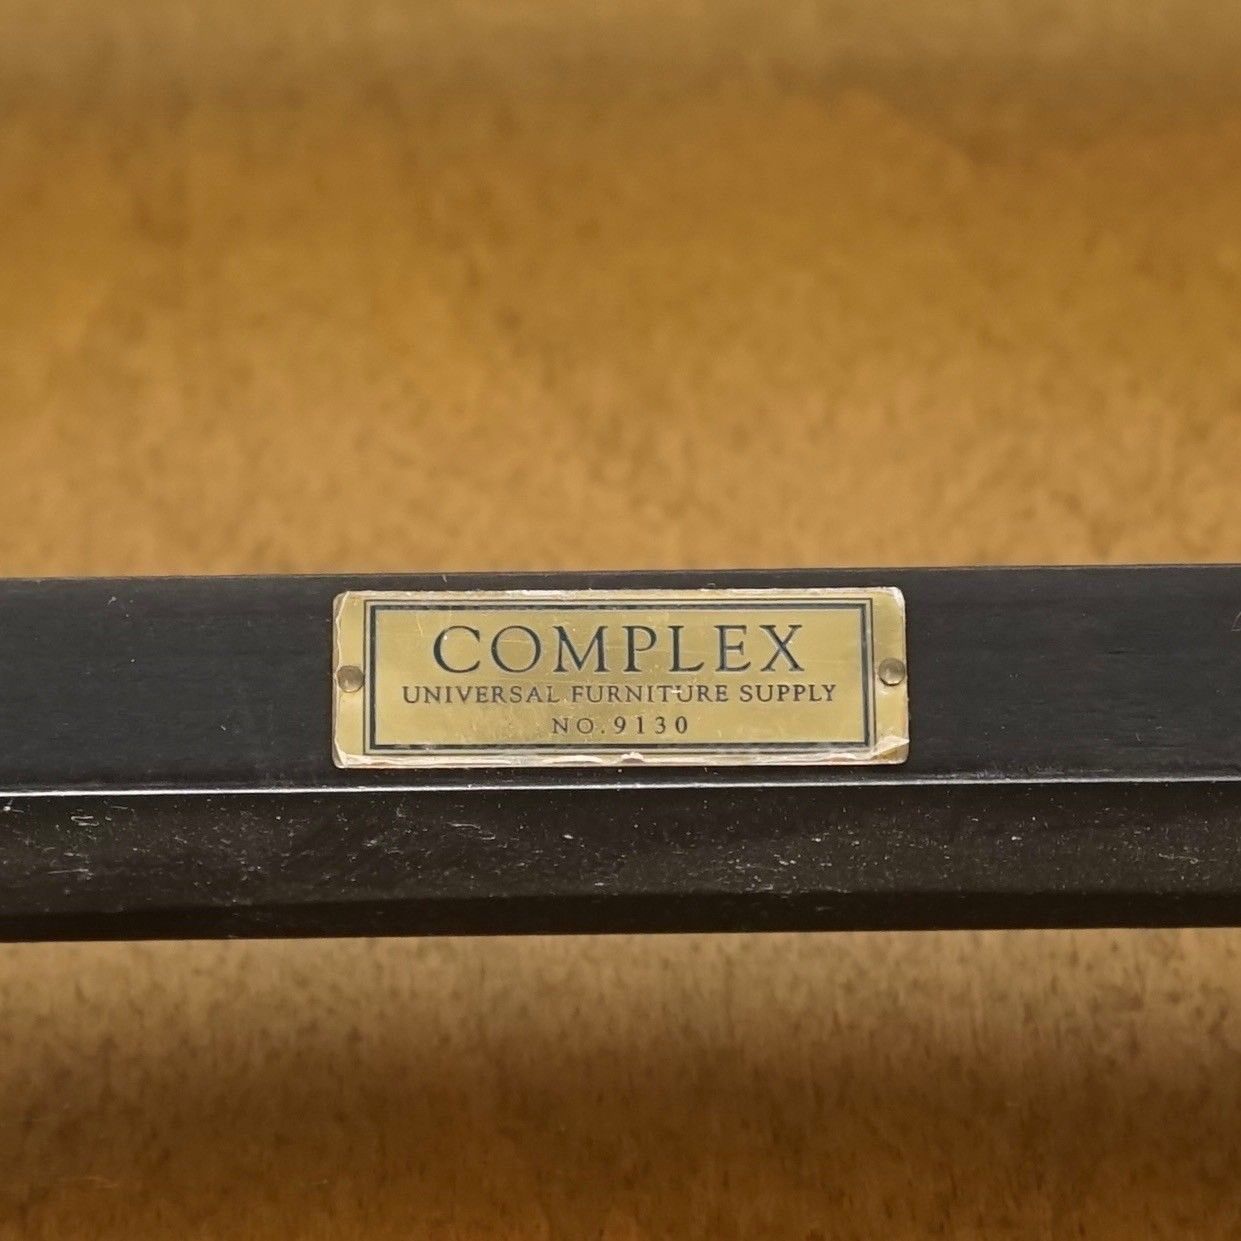 COMPLEX
UNIVERSAL FURNITURE SUPPLY
NO.9130